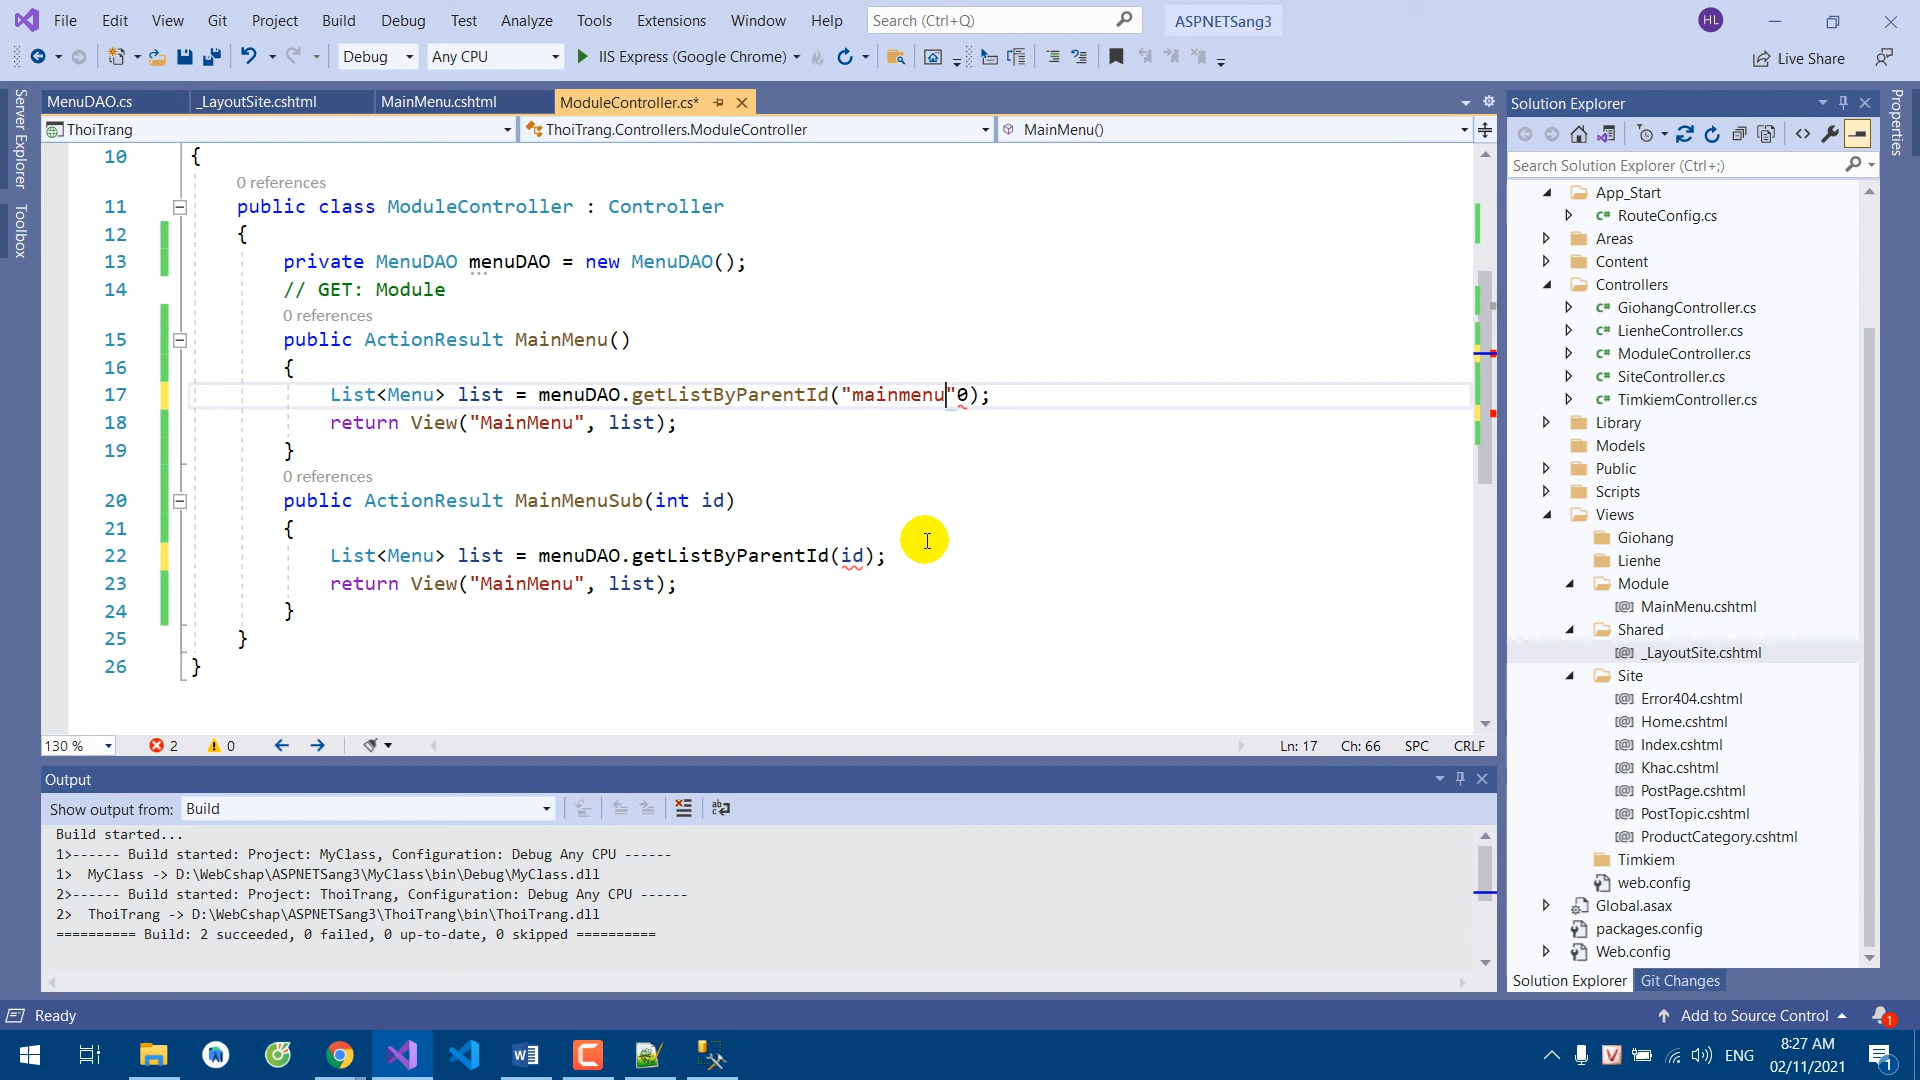 File Edit View Git Project Build Debug Test Analyze Tools Extensions Window Help Search (Ctrl+Q) ASPNETSang3 HL
Debug Any CPU IIS Express (Google Chrome) Live Share
Server Explorer
Toolbox
MenuDAO.cs _LayoutSite.cshtml MainMenu.cshtml ModuleController.cs*
ThoiTrang ThoiTrang.Controllers.ModuleController MainMenu()
10 {
0 references
11 public class ModuleController : Controller
12 {
13 private MenuDAO menuDAO = new MenuDAO();
14 // GET: Module
0 references
15 public ActionResult MainMenu()
16 {
17 List<Menu> list = menuDAO.getListByParentId("mainmenu"0);
18 return View("MainMenu", list);
19 }
0 references
20 public ActionResult MainMenuSub(int id)
21 {
22 List<Menu> list = menuDAO.getListByParentId(id);
23 return View("MainMenu", list);
24 }
25 }
26 }
130 % 2 0 Ln: 17 Ch: 66 SPC CRLF
Output
Show output from: Build
Build started...
1>------ Build started: Project: MyClass, Configuration: Debug Any CPU ------
1>  MyClass -> D:\WebCshap\ASPNETSang3\MyClass\bin\Debug\MyClass.dll
2>------ Build started: Project: ThoiTrang, Configuration: Debug Any CPU ------
2>  ThoiTrang -> D:\WebCshap\ASPNETSang3\ThoiTrang\bin\ThoiTrang.dll
========== Build: 2 succeeded, 0 failed, 0 up-to-date, 0 skipped ==========
Solution Explorer
Search Solution Explorer (Ctrl+;)
App_Start
C# RouteConfig.cs
Areas
Content
Controllers
C# GiohangController.cs
C# LienheController.cs
C# ModuleController.cs
C# SiteController.cs
C# TimkiemController.cs
Library
Models
Public
Scripts
Views
Giohang
Lienhe
Module
[@] MainMenu.cshtml
Shared
[@] _LayoutSite.cshtml
Site
[@] Error404.cshtml
[@] Home.cshtml
[@] Index.cshtml
[@] Khac.cshtml
[@] PostPage.cshtml
[@] PostTopic.cshtml
[@] ProductCategory.cshtml
Timkiem
web.config
Global.asax
packages.config
Web.config
Solution Explorer Git Changes
Properties
Ready Add to Source Control 1
ENG 8:27 AM
02/11/2021 1